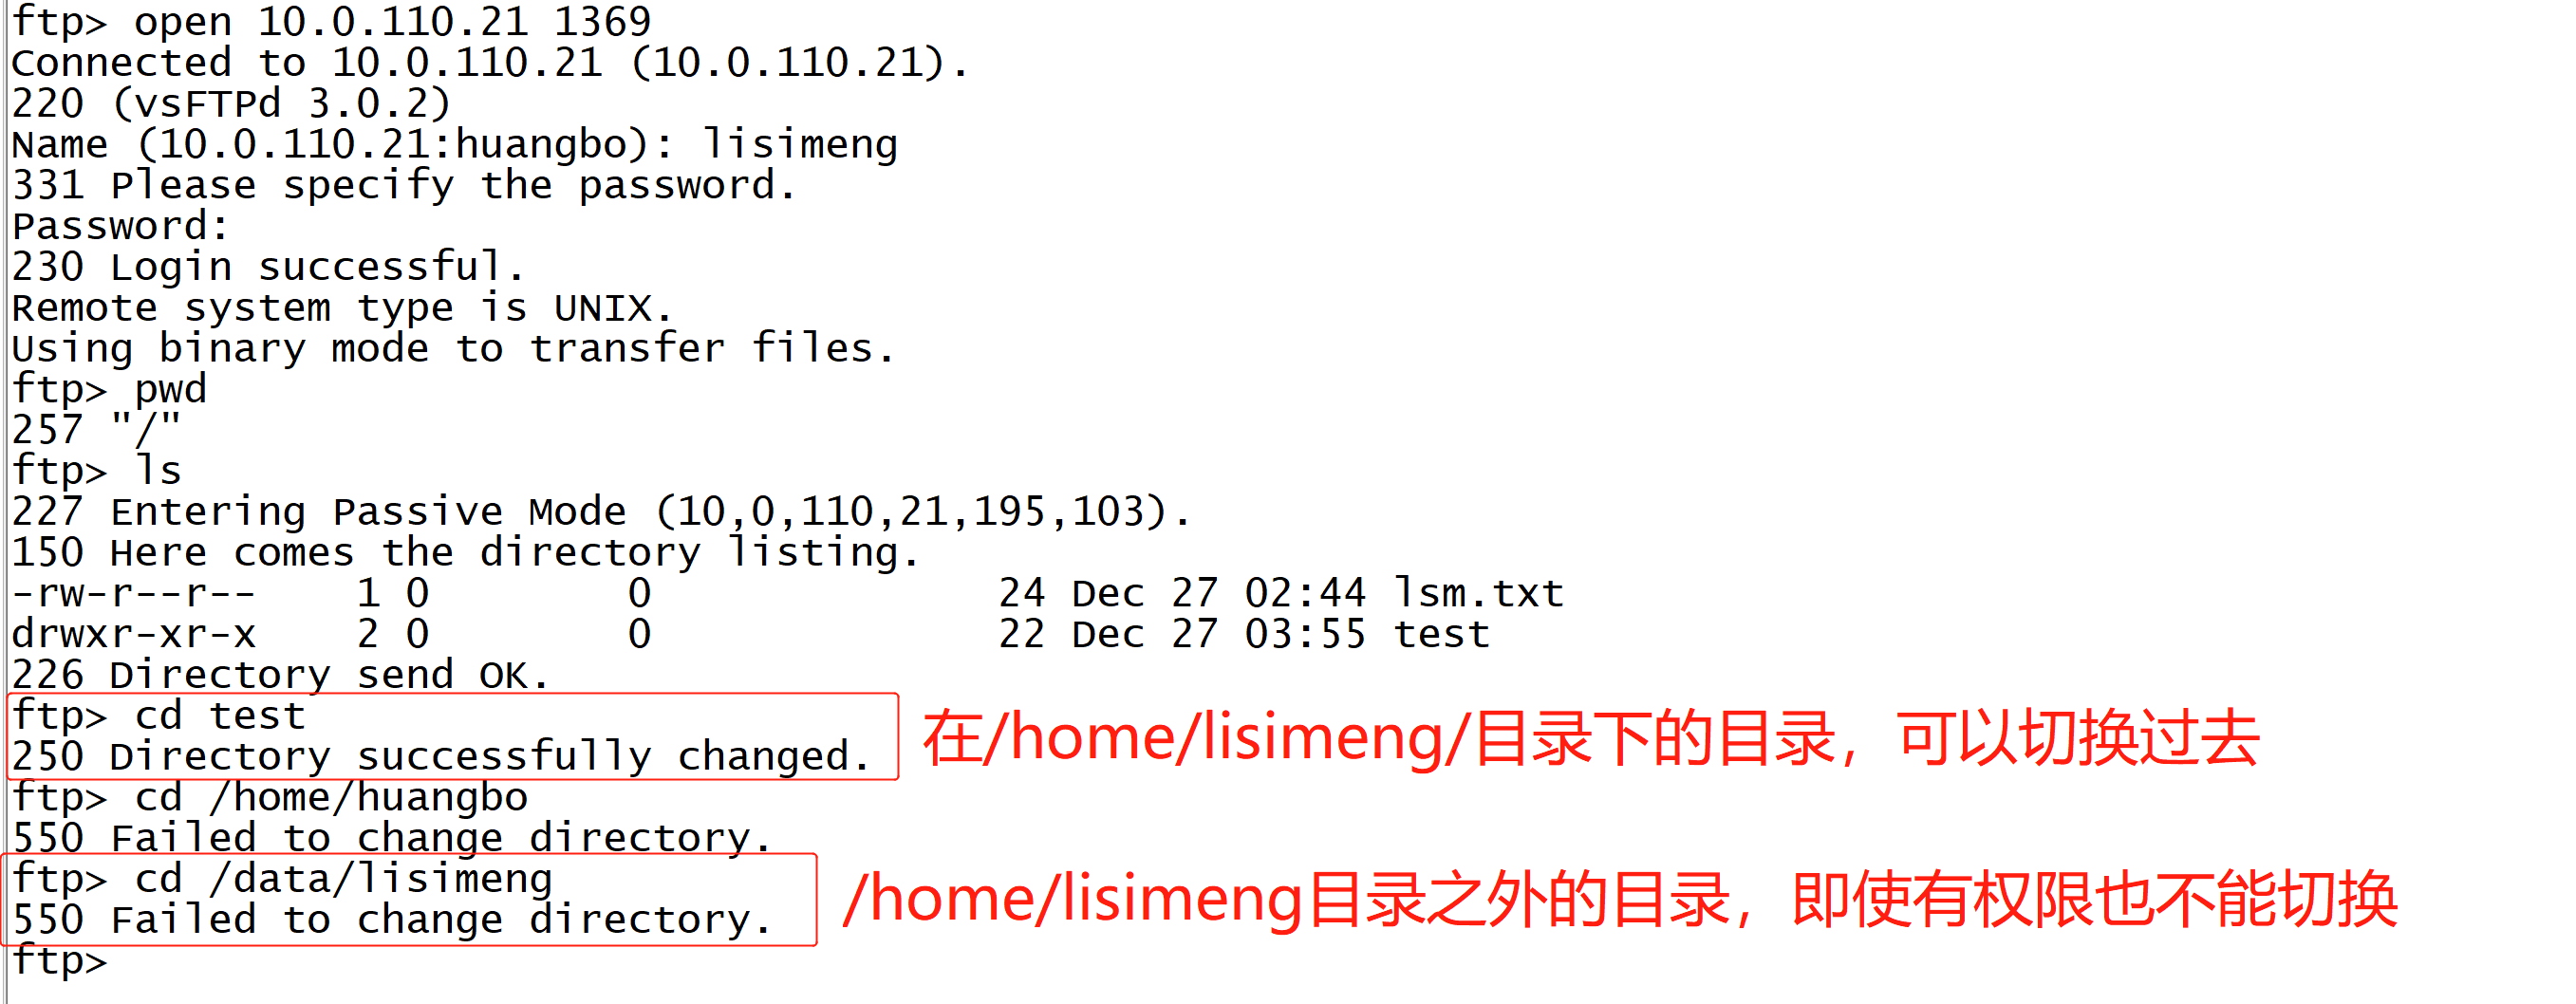 ftp> open 10.0.110.21 1369
Connected to 10.0.110.21 (10.0.110.21).
220 (vsFTPd 3.0.2)
Name (10.0.110.21:huangbo): lisimeng
331 Please specify the password.
Password:
230 Login successful.
Remote system type is UNIX.
Using binary mode to transfer files.
ftp> pwd
257 "/"
ftp> ls
227 Entering Passive Mode (10,0,110,21,195,103).
150 Here comes the directory listing.
-rw-r--r--    1 0        0              24 Dec 27 02:44 lsm.txt
drwxr-xr-x    2 0        0              22 Dec 27 03:55 test
226 Directory send OK.
ftp> cd test
250 Directory successfully changed.
在/home/lisimeng/目录下的目录，可以切换过去
ftp> cd /home/huangbo
550 Failed to change directory.
ftp> cd /data/lisimeng
550 Failed to change directory.
/home/lisimeng目录之外的目录，即使有权限也不能切换
ftp>